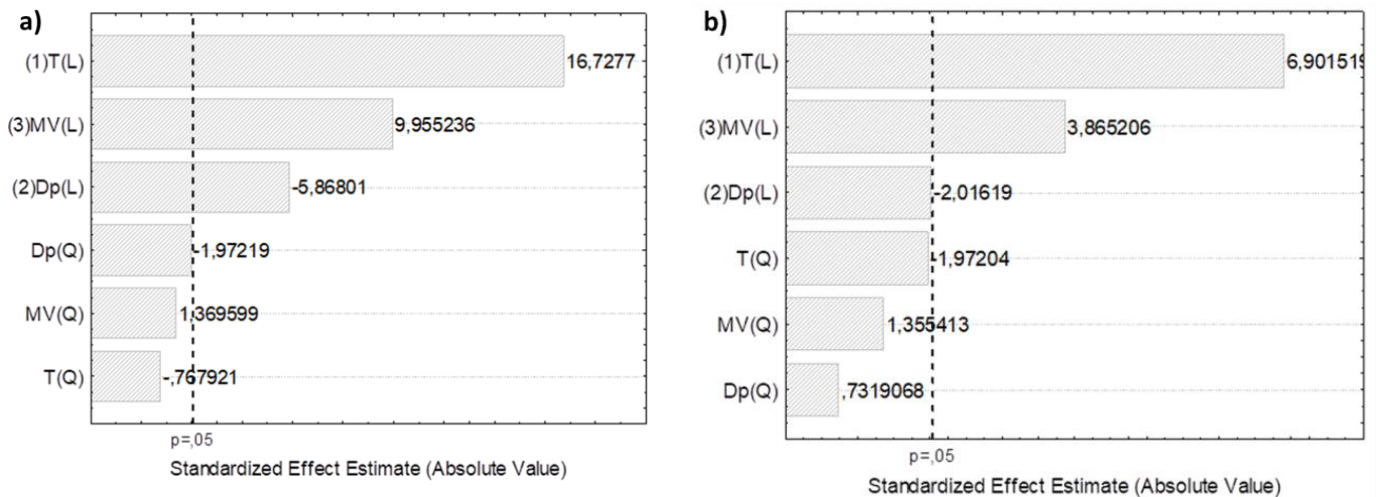 a)
(1)T(L)
16,7277
(3)MV(L)
9,955236
(2)Dp(L)
-5,86801
Dp(Q)
-1,97219
MV(Q)
1,369599
T(Q)
-,767921
p=,05
Standardized Effect Estimate (Absolute Value)
b)
(1)T(L)
6,901519
(3)MV(L)
3,865206
(2)Dp(L)
-2,01619
T(Q)
-1,97204
MV(Q)
1,355413
Dp(Q)
,7319068
p=,05
Standardized Effect Estimate (Absolute Value)